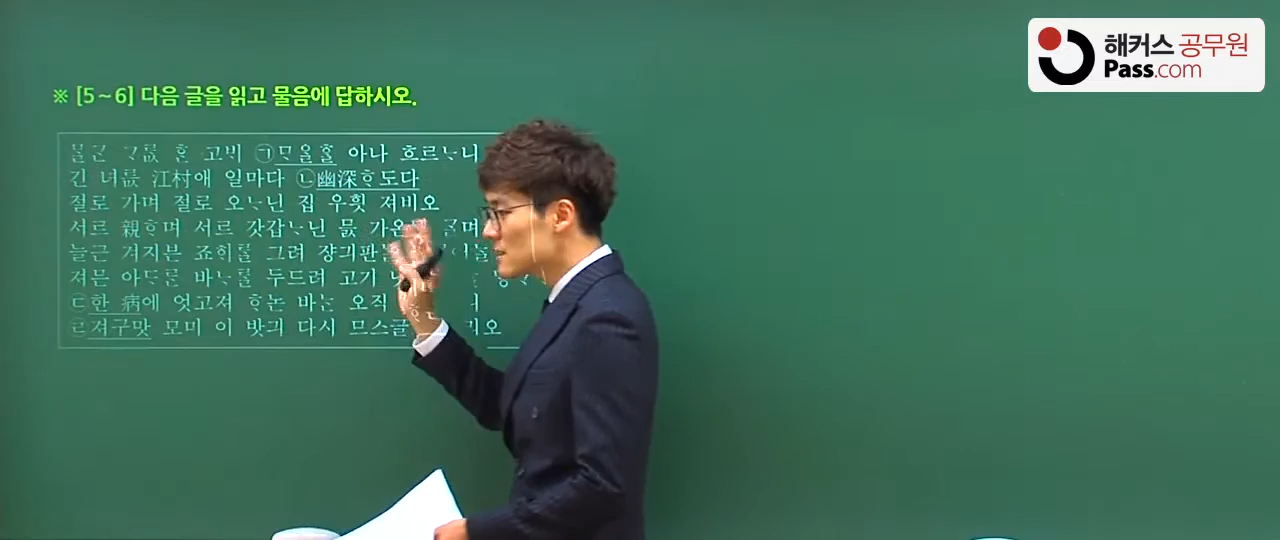 해커스 공무원
Pass.com
※ [5~6] 다음 글을 읽고 물음에 답하시오.
ᄆᆞᆯᄀᆞᆫ ᄀᆞᄅᆞᆷ ᄒᆞᆫ 고ᄇᆡ ㉠ᄆᆞᄋᆞᆯᄒᆞᆯ 아나 흐르ᄂᆞ니
긴 녀름 江村애 일마다 ㉡幽深ᄒᆞ도다
절로 가며 절로 오ᄂᆞ닌 집 우흿 져비오
서르 親ᄒᆞ며 서르 갓갑ᄂᆞ닌 믌 가온
늘근 겨지븐 죠ᄒᆡᄅᆞᆯ 그려 쟝긔판
져믄 아ᄃᆞᄅᆞᆫ 바ᄂᆞᄅᆞᆯ 두드려 고기
㉢한 病에 엇고져 ᄒᆞ논 바ᄂᆞᆫ 오직
㉣져구맛 모미 이 밧긔 다시 므스글